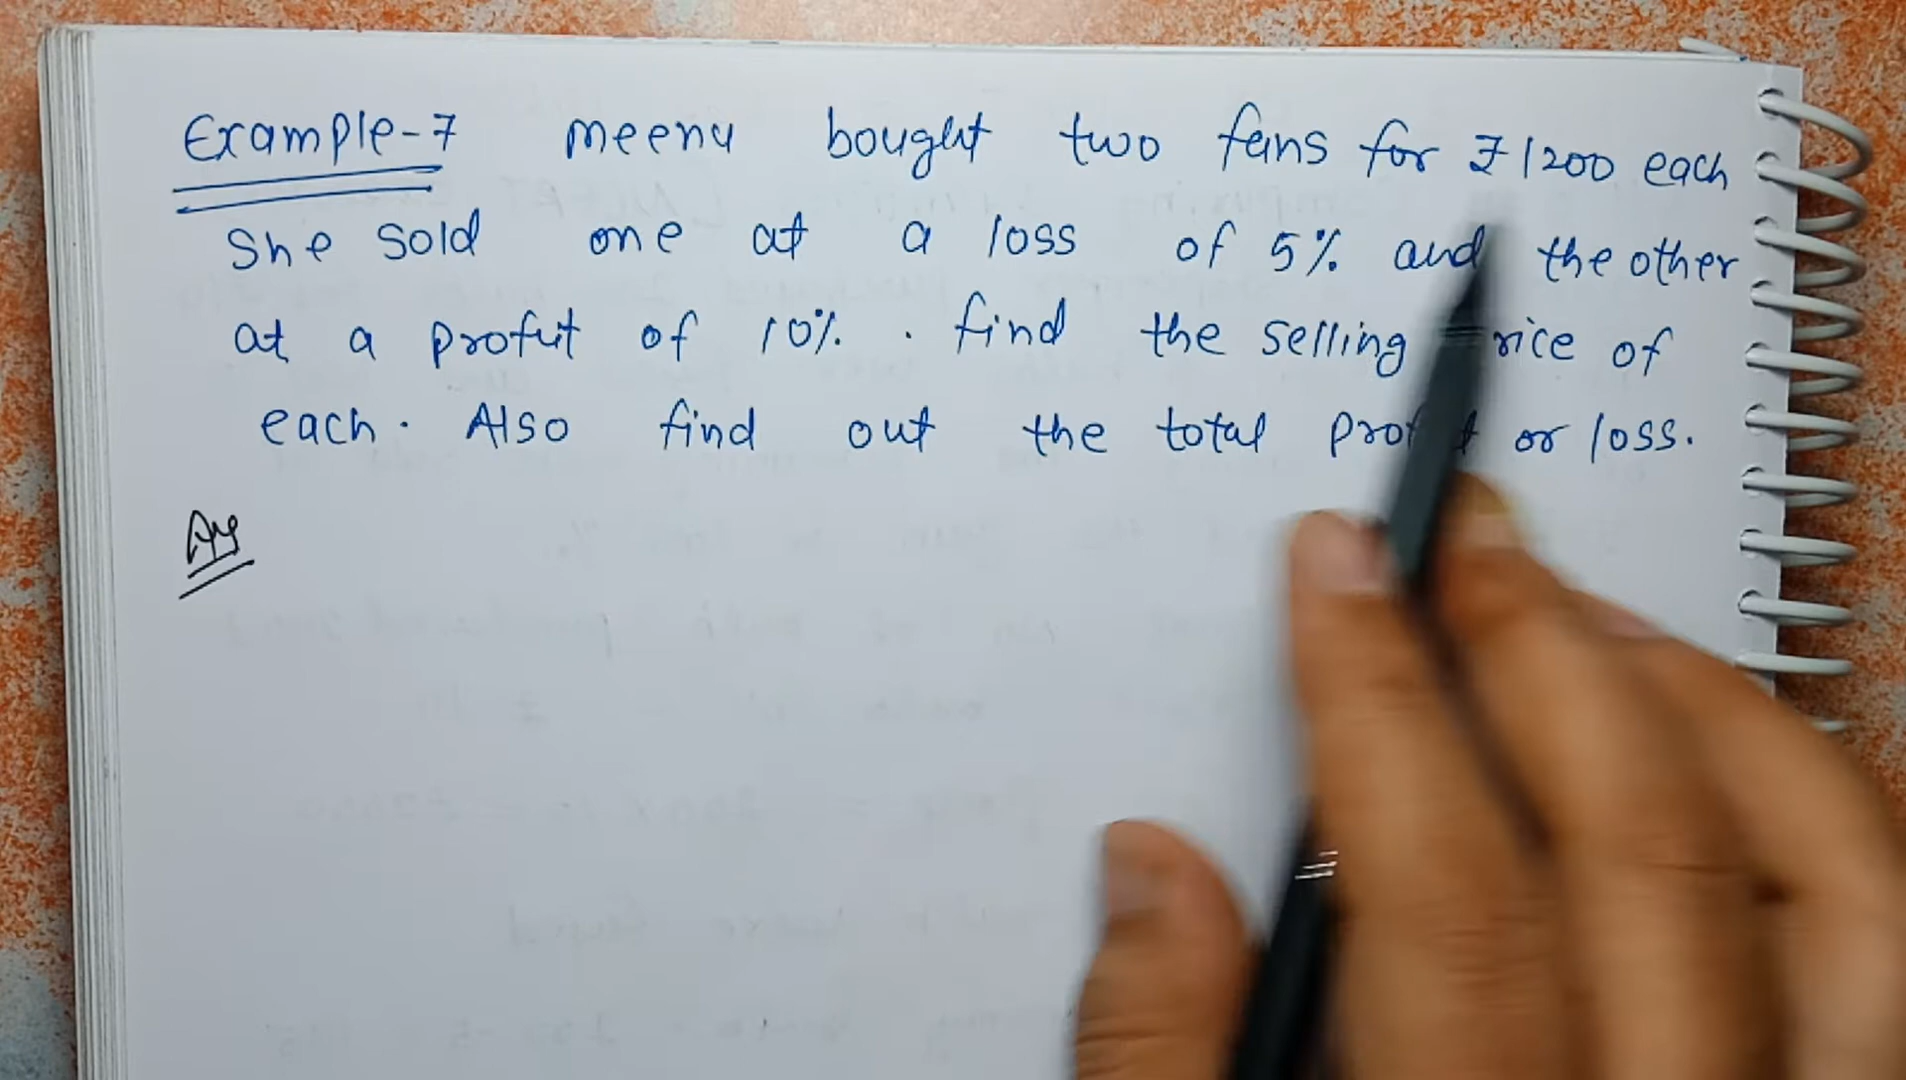 Example-7 meenu bought two fans for ₹1200 each
She sold one at a loss of 5% and the other
at a profit of 10%. find the selling rice of
each. Also find out the total or loss.